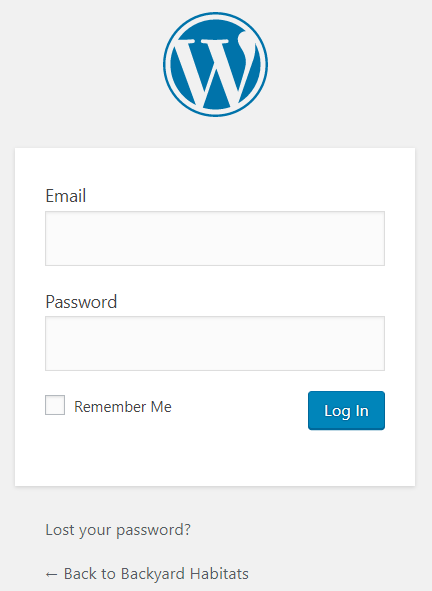 Email
Password
Remember Me
Log In
Lost your password?
← Back to Backyard Habitats